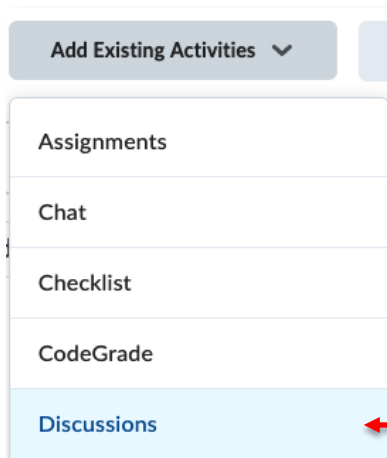 Add Existing Activities
Assignments
Chat
Checklist
CodeGrade
Discussions